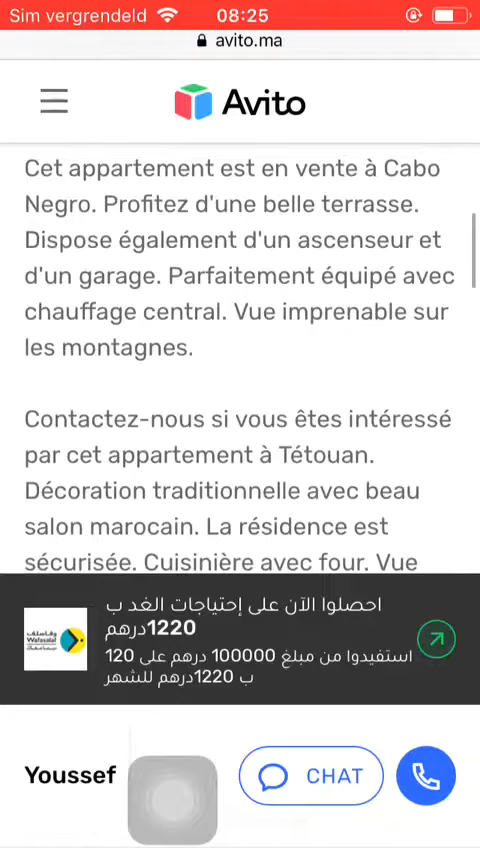 Sim vergrendeld
08:25
avito.ma
Avito
Cet appartement est en vente à Cabo
Negro. Profitez d'une belle terrasse.
Dispose également d'un ascenseur et
d'un garage. Parfaitement équipé avec
chauffage central. Vue imprenable sur
les montagnes.
Contactez-nous si vous êtes intéressé
par cet appartement à Tétouan.
Décoration traditionnelle avec beau
salon marocain. La résidence est
sécurisée. Cuisinière avec four. Vue
احصلوا الآن على إحتياجات الغد ب
1220درهم
استفيدوا من مبلغ 100000 درهم على 120
ب 1220درهم للشهر
وفاسلف
Wafasalaf
Youssef
CHAT